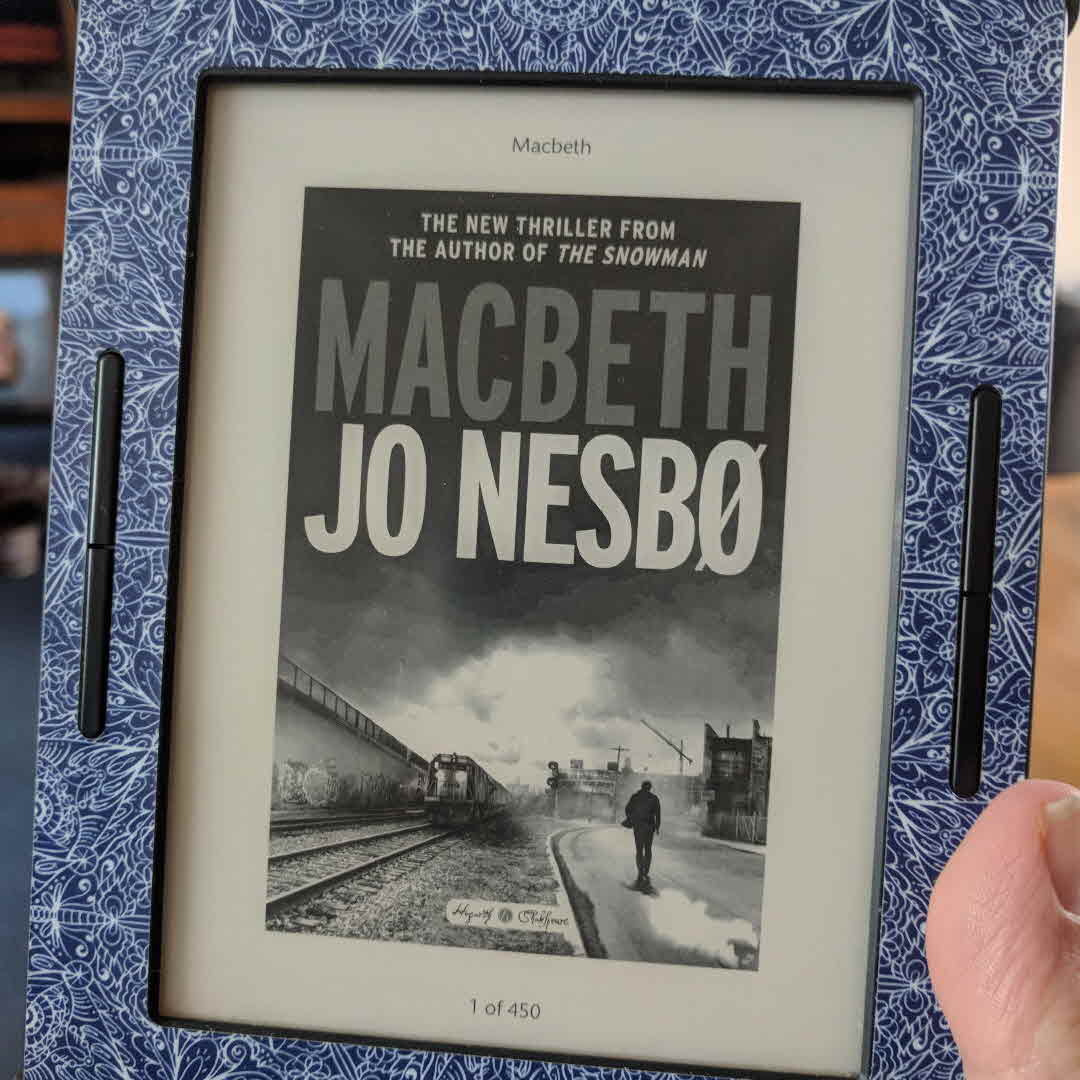 Macbeth
THE NEW THRILLER FROM
THE AUTHOR OF THE SNOWMAN
MACBETH
JO NESBØ
Hogarth Shakespeare
1 of 450